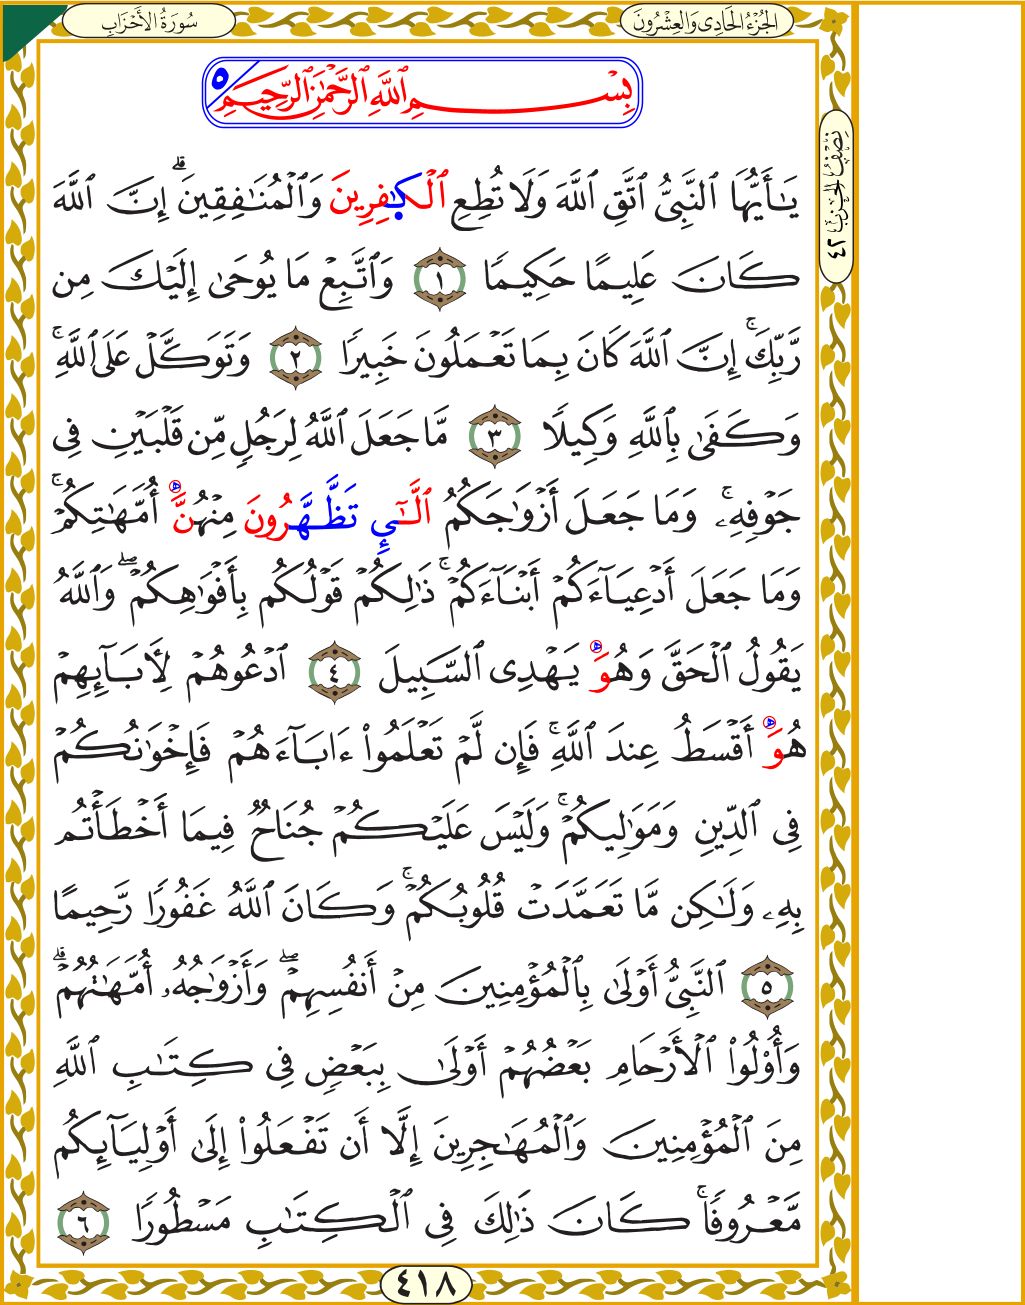 سُورَةُ الأَحْزَابِ
الجُزْءُ الحَادِى وَالعِشْرُونَ
٥ بِسْمِ ٱللَّهِ ٱلرَّحْمَٰنِ ٱلرَّحِيمِ
نِصْفُ الحِزْبِ ٤٢
يَـٰٓأَيُّهَا ٱلنَّبِىُّ ٱتَّقِ ٱللَّهَ وَلَا تُطِعِ ٱلْكَـٰفِرِينَ وَٱلْمُنَـٰفِقِينَ ۗ إِنَّ ٱللَّهَ
كَانَ عَلِيمًا حَكِيمًا ١ وَٱتَّبِعْ مَا يُوحَىٰ إِلَيْكَ مِن
رَّبِّكَ ۚ إِنَّ ٱللَّهَ كَانَ بِمَا تَعْمَلُونَ خَبِيرًا ٢ وَتَوَكَّلْ عَلَى ٱللَّهِ ۚ
وَكَفَىٰ بِٱللَّهِ وَكِيلًا ٣ مَّا جَعَلَ ٱللَّهُ لِرَجُلٍ مِّن قَلْبَيْنِ فِى
جَوْفِهِۦ ۚ وَمَا جَعَلَ أَزْوَٰجَكُمُ ٱلَّـٰٓـِٔى تَظَّهَّرُونَ مِنْهُنَّ أُمَّهَـٰتِكُمْ ۚ
وَمَا جَعَلَ أَدْعِيَآءَكُمْ أَبْنَآءَكُمْ ۚ ذَٰلِكُمْ قَوْلُكُم بِأَفْوَٰهِكُمْ ۖ وَٱللَّهُ
يَقُولُ ٱلْحَقَّ وَهُوَ يَهْدِى ٱلسَّبِيلَ ٤ ٱدْعُوهُمْ لِـَٔابَآئِهِمْ
هُوَ أَقْسَطُ عِندَ ٱللَّهِ ۚ فَإِن لَّمْ تَعْلَمُوٓا۟ ءَابَآءَهُمْ فَإِخْوَٰنُكُمْ
فِى ٱلدِّينِ وَمَوَٰلِيكُمْ ۚ وَلَيْسَ عَلَيْكُمْ جُنَاحٌ فِيمَآ أَخْطَأْتُم
بِهِۦ وَلَـٰكِن مَّا تَعَمَّدَتْ قُلُوبُكُمْ ۚ وَكَانَ ٱللَّهُ غَفُورًا رَّحِيمًا
٥ ٱلنَّبِىُّ أَوْلَىٰ بِٱلْمُؤْمِنِينَ مِنْ أَنفُسِهِمْ ۖ وَأَزْوَٰجُهُۥٓ أُمَّهَـٰتُهُمْ ۗ
وَأُو۟لُوا۟ ٱلْأَرْحَامِ بَعْضُهُمْ أَوْلَىٰ بِبَعْضٍ فِى كِتَـٰبِ ٱللَّهِ
مِنَ ٱلْمُؤْمِنِينَ وَٱلْمُهَـٰجِرِينَ إِلَّآ أَن تَفْعَلُوٓا۟ إِلَىٰٓ أَوْلِيَآئِكُم
مَّعْرُوفًا ۚ كَانَ ذَٰلِكَ فِى ٱلْكِتَـٰبِ مَسْطُورًا ٦
٤١٨